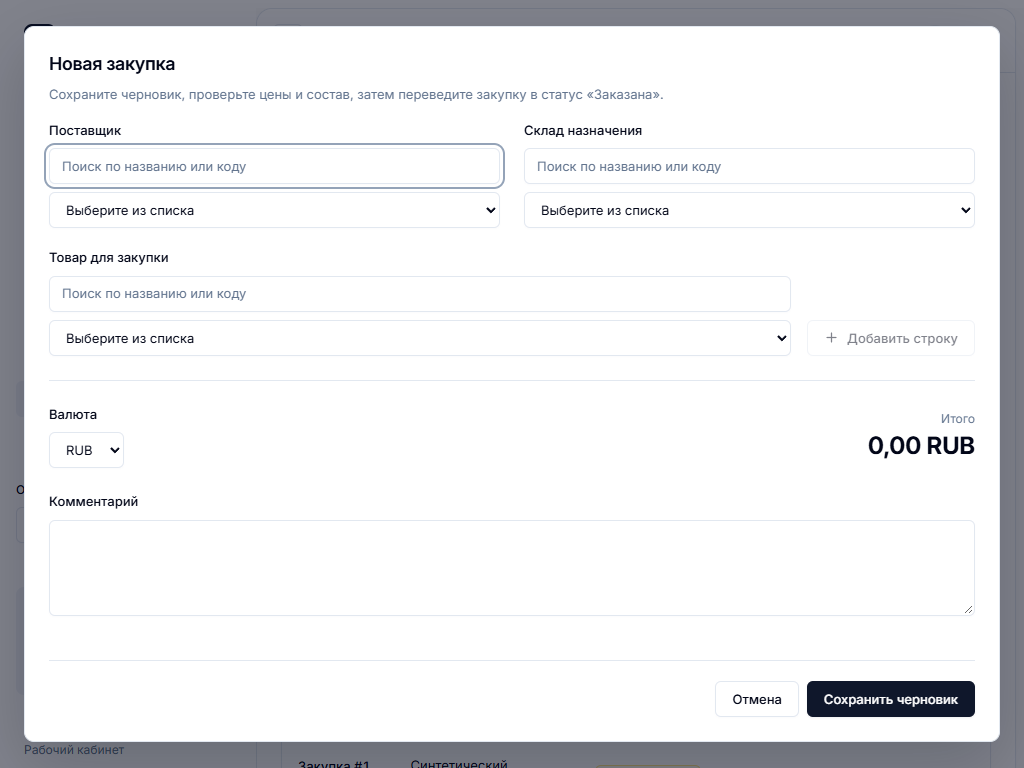 Новая закупка
Сохраните черновик, проверьте цены и состав, затем переведите закупку в статус «Заказана».
Поставщик
Склад назначения
Поиск по названию или коду
Поиск по названию или коду
Выберите из списка
Выберите из списка
Товар для закупки
Поиск по названию или коду
Выберите из списка
Добавить строку
Валюта
Итого
RUB
0,00 RUB
Комментарий
Отмена
Сохранить черновик
Рабочий кабинет
Закупка #1
Синтетический